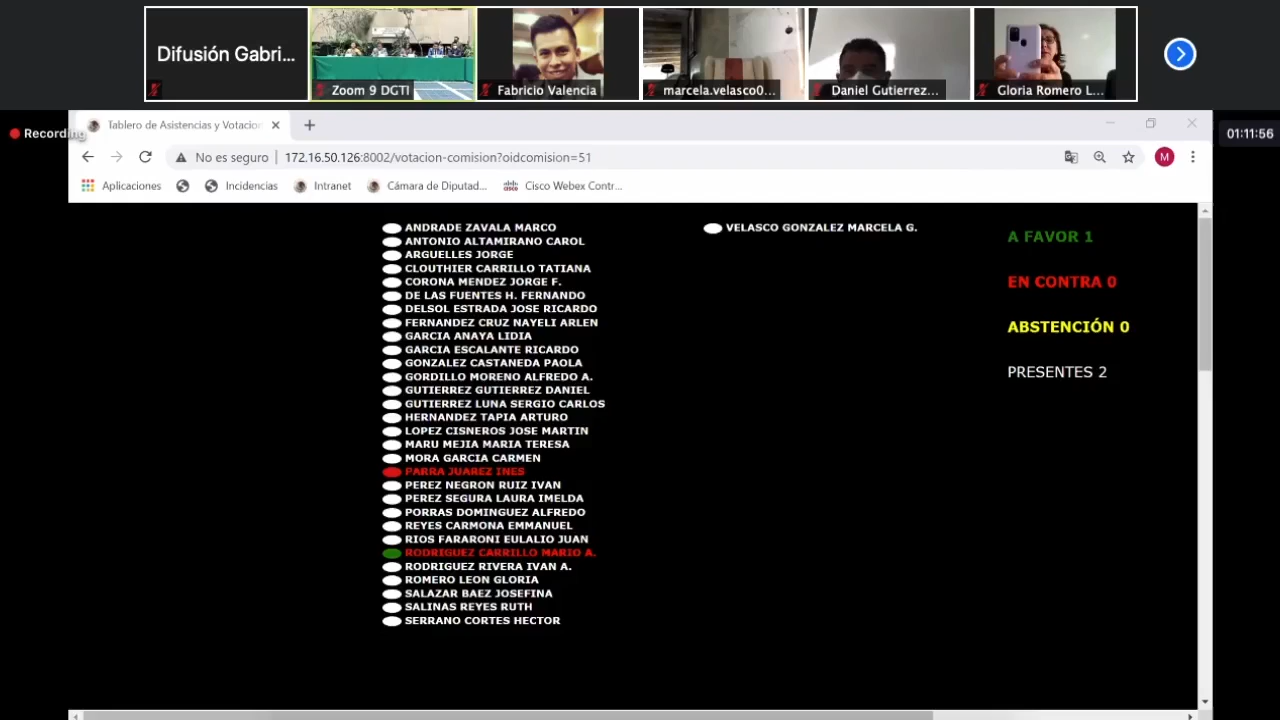 Difusión Gabri...
Zoom 9 DGTI
Fabricio Valencia
marcela.velasco0...
Daniel Gutierrez...
Gloria Romero L...
Recording
01:11:56
Tablero de Asistencias y Votacion
No es seguro
172.16.50.126:8002/votacion-comision?oidcomision=51
M
Aplicaciones
Incidencias
Intranet
Cámara de Diputad...
cisco
Cisco Webex Contr...
ANDRADE ZAVALA MARCO
ANTONIO ALTAMIRANO CAROL
ARGUELLES JORGE
CLOUTHIER CARRILLO TATIANA
CORONA MENDEZ JORGE F.
DE LAS FUENTES H. FERNANDO
DELSOL ESTRADA JOSE RICARDO
FERNANDEZ CRUZ NAYELI ARLEN
GARCIA ANAYA LIDIA
GARCIA ESCALANTE RICARDO
GONZALEZ CASTANEDA PAOLA
GORDILLO MORENO ALFREDO A.
GUTIERREZ GUTIERREZ DANIEL
GUTIERREZ LUNA SERGIO CARLOS
HERNANDEZ TAPIA ARTURO
LOPEZ CISNEROS JOSE MARTIN
MARU MEJIA MARIA TERESA
MORA GARCIA CARMEN
PARRA JUAREZ INES
PEREZ NEGRON RUIZ IVAN
PEREZ SEGURA LAURA IMELDA
PORRAS DOMINGUEZ ALFREDO
REYES CARMONA EMMANUEL
RIOS FARARONI EULALIO JUAN
RODRIGUEZ CARRILLO MARIO A.
RODRIGUEZ RIVERA IVAN A.
ROMERO LEON GLORIA
SALAZAR BAEZ JOSEFINA
SALINAS REYES RUTH
SERRANO CORTES HECTOR
VELASCO GONZALEZ MARCELA G.
A FAVOR 1
EN CONTRA 0
ABSTENCIÓN 0
PRESENTES 2